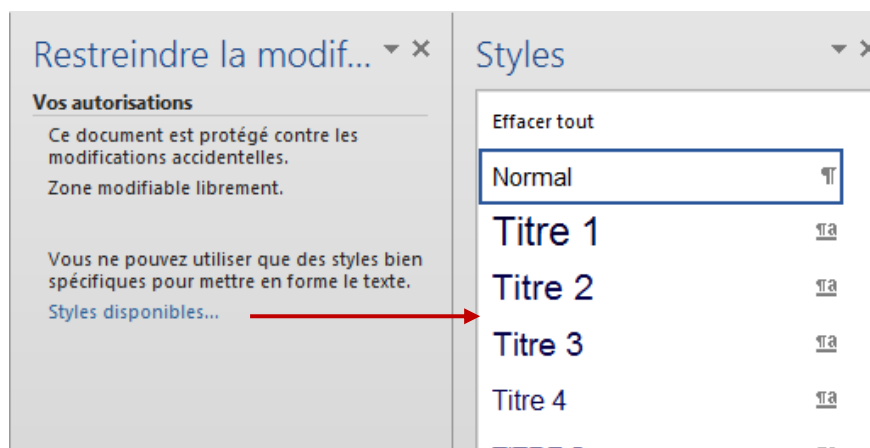 Restreindre la modif...
Vos autorisations
Ce document est protégé contre les
modifications accidentelles.
Zone modifiable librement.
Vous ne pouvez utiliser que des styles bien
spécifiques pour mettre en forme le texte.
Styles disponibles...
Styles
Effacer tout
Normal ¶
Titre 1 ¶a
Titre 2 ¶a
Titre 3 ¶a
Titre 4 ¶a